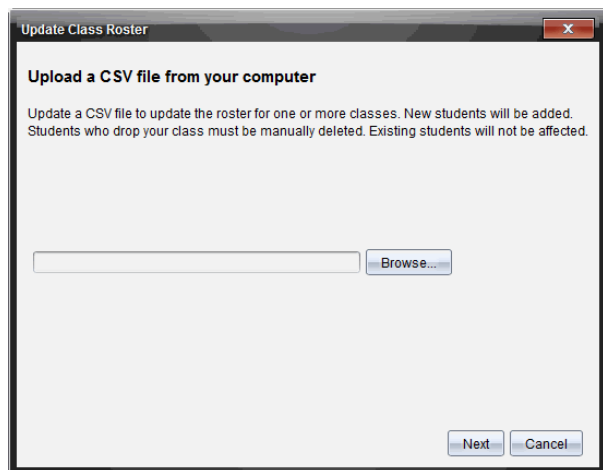 Update Class Roster
X
Upload a CSV file from your computer
Update a CSV file to update the roster for one or more classes. New students will be added.
Students who drop your class must be manually deleted. Existing students will not be affected.
Browse...
Next Cancel